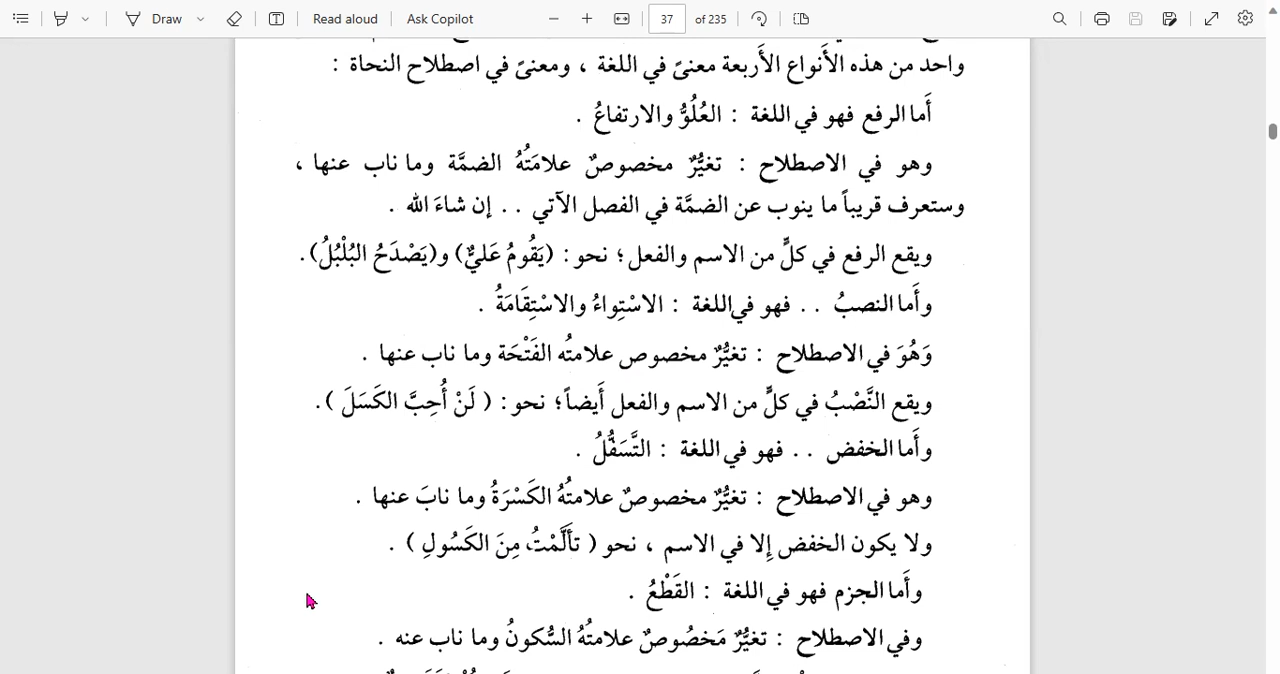 Draw
Read aloud
Ask Copilot
37 of 235
واحد من هذه الأَنواع الأَربعة معنىً في اللغة ، ومعنىً في اصطلاح النحاة :
أَما الرفع فهو في اللغة : العُلُوُّ والارتفاعُ .
وهو في الاصطلاح : تغيُّرٌ مخصوصٌ علامَتُهُ الضمَّة وما ناب عنها ،
وستعرف قريباً ما ينوب عن الضمَّة في الفصل الآتي . . إن شاءَ الله .
ويقع الرفع في كلٍّ من الاسم والفعل؛ نحو: (يَقُومُ عَليٌّ) و(يَصْدَحُ البُلْبُلُ).
وأَما النصبُ . . فهو في اللغة : الاسْتِواءُ والاسْتِقَامَةُ .
وَهُوَ في الاصطلاح : تغيُّرٌ مخصوص علامتُه الفَتْحَة وما ناب عنها .
ويقع النَّصْبُ في كلٍّ من الاسم والفعل أَيضاً؛ نحو: ( لَنْ أُحِبَّ الكَسَلَ ).
وأَما الخفض . . فهو في اللغة : التَّسَفُّلُ .
وهو في الاصطلاح : تغيُّرٌ مخصوصٌ علامتُهُ الكَسْرَةُ وما نابَ عنها .
ولا يكون الخفض إِلا في الاسم ، نحو ( تأَلَّمْتُ مِنَ الكَسُولِ ) .
وأَما الجزم فهو في اللغة : القَطْعُ .
وفي الاصطلاح : تغيُّرٌ مَخصُوصٌ علامتُهُ السُّكونُ وما ناب عنه .